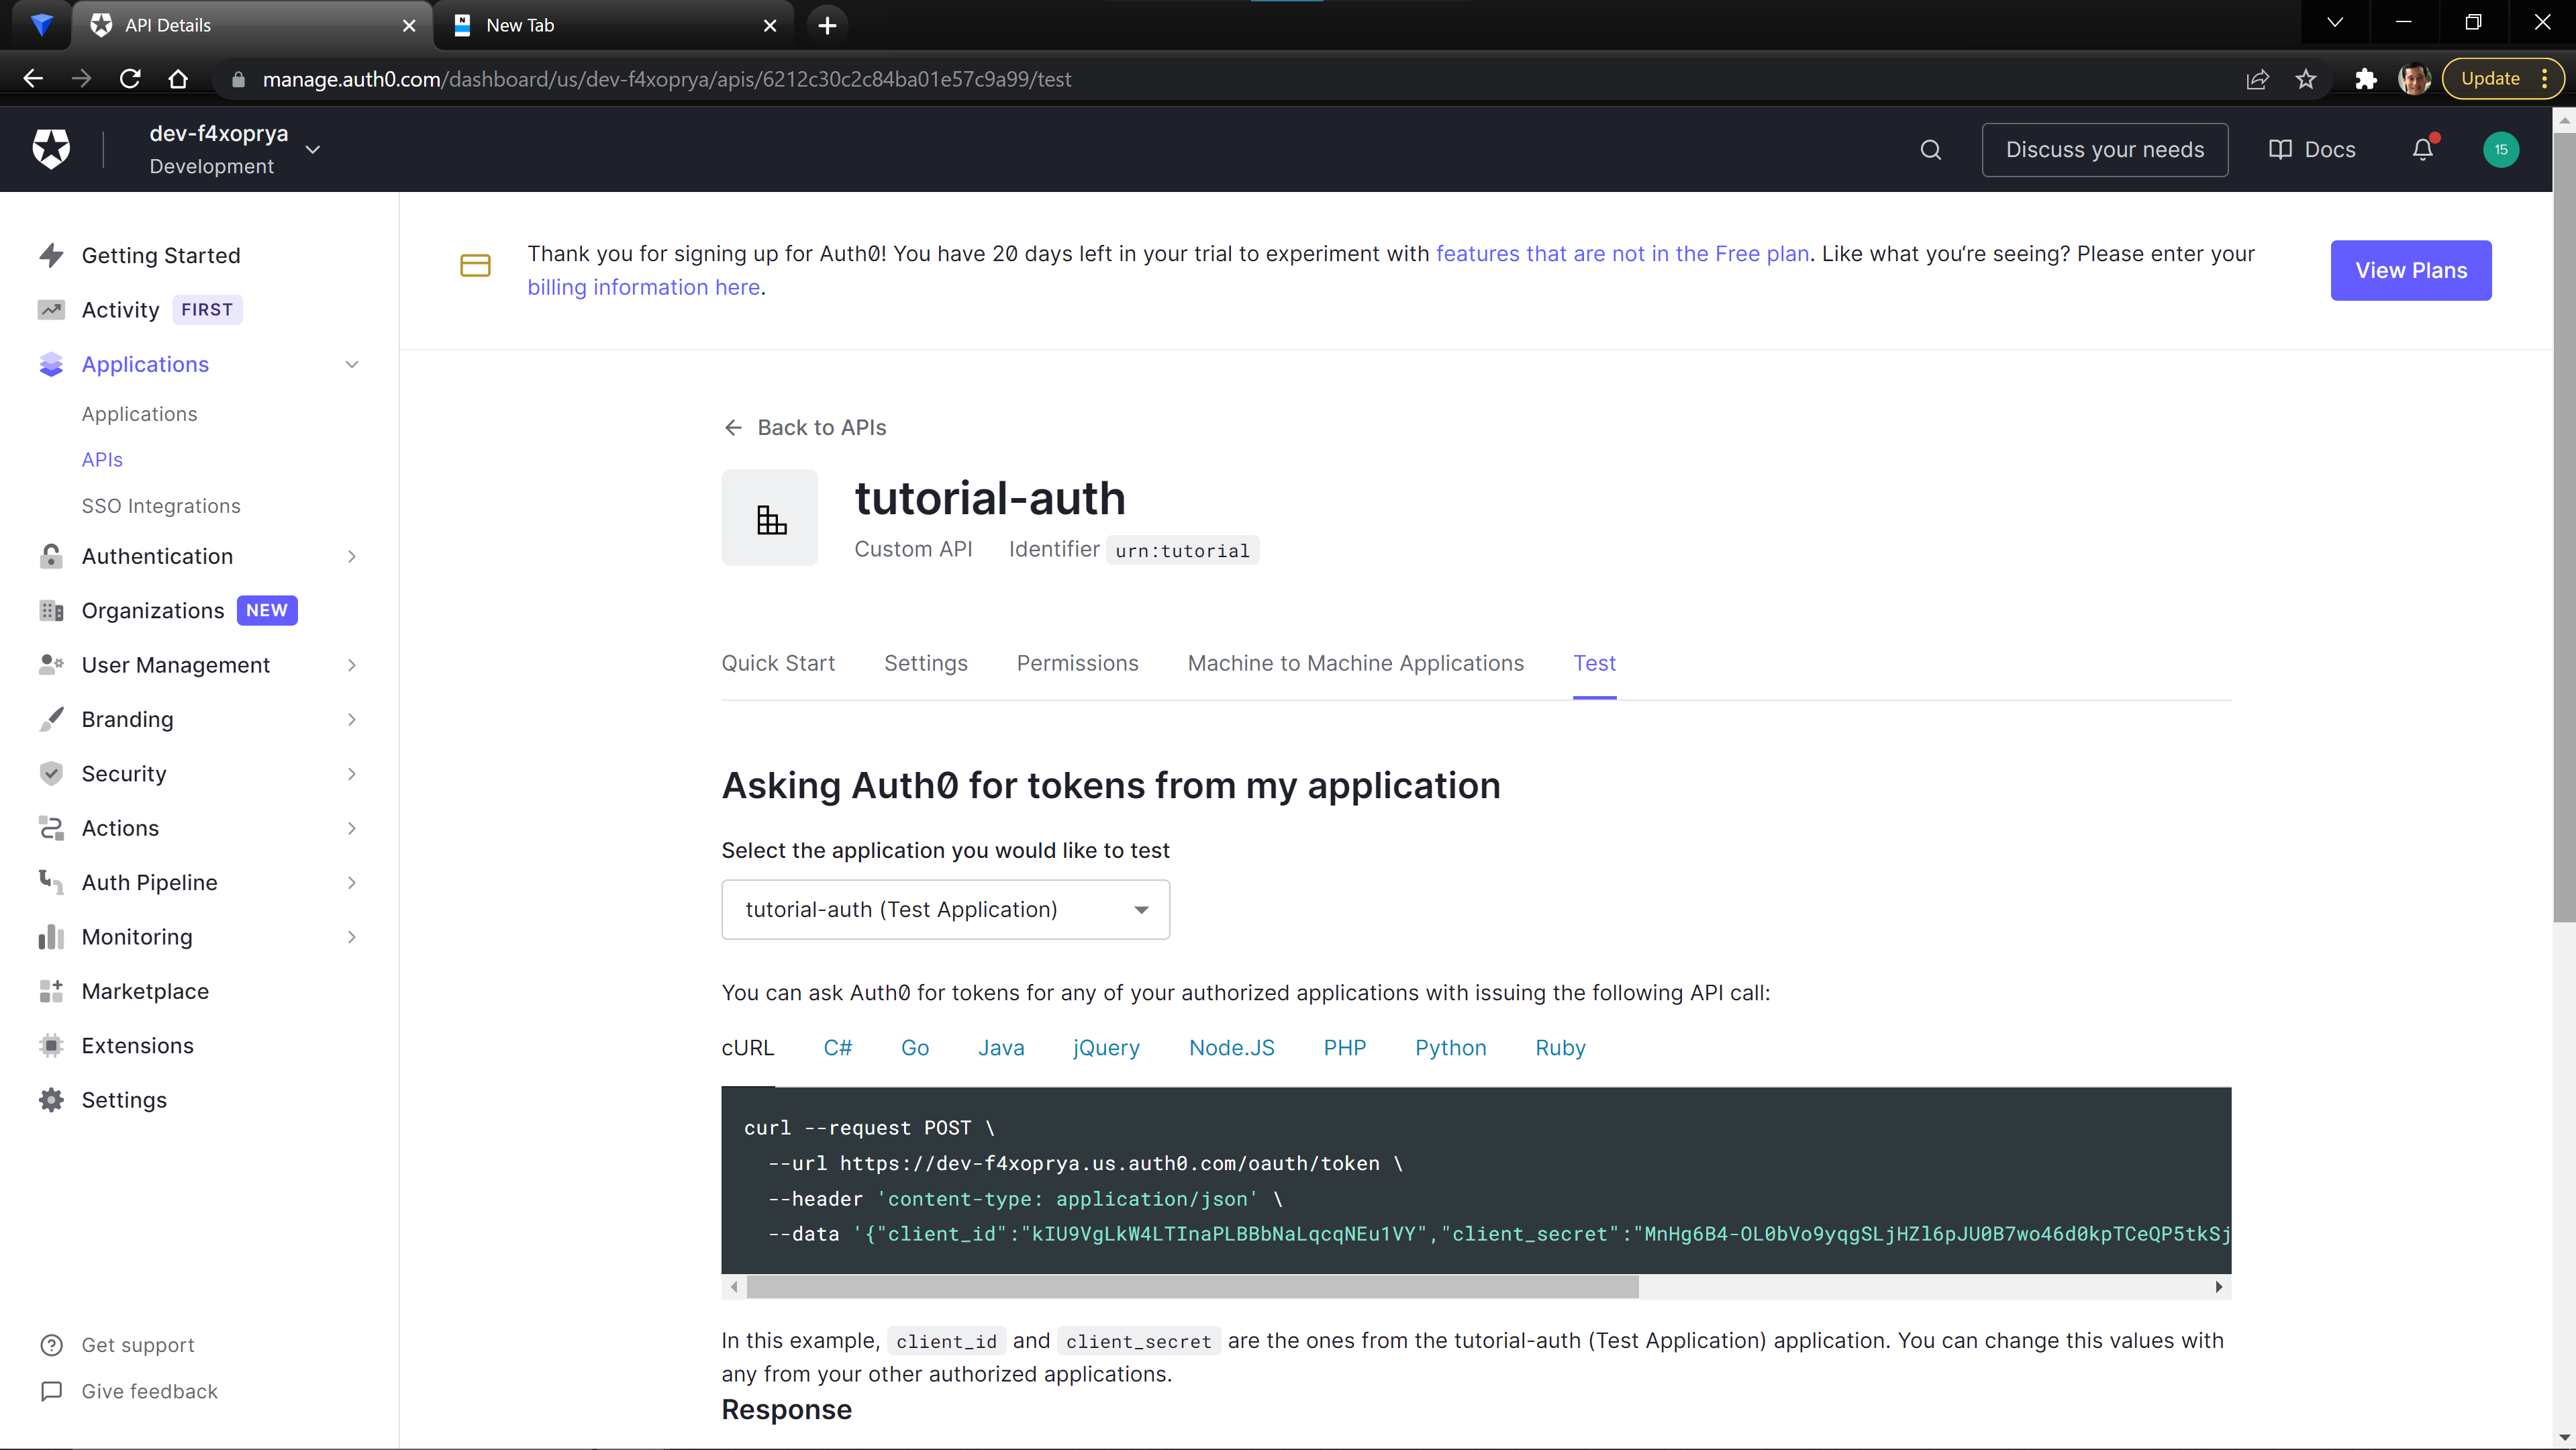 API Details
New Tab
manage.auth0.com/dashboard/us/dev-f4xoprya/apis/6212c30c2c84ba01e57c9a99/test
Update
dev-f4xoprya
Development
Discuss your needs
Docs
15
Getting Started
Activity FIRST
Applications
Applications
APIs
SSO Integrations
Authentication
Organizations NEW
User Management
Branding
Security
Actions
Auth Pipeline
Monitoring
Marketplace
Extensions
Settings
Get support
Give feedback
Thank you for signing up for Auth0! You have 20 days left in your trial to experiment with features that are not in the Free plan. Like what you're seeing? Please enter your
billing information here.
View Plans
Back to APIs
tutorial-auth
Custom API Identifier urn:tutorial
Quick Start Settings Permissions Machine to Machine Applications Test
Asking Auth0 for tokens from my application
Select the application you would like to test
tutorial-auth (Test Application)
You can ask Auth0 for tokens for any of your authorized applications with issuing the following API call:
cURL C# Go Java jQuery Node.JS PHP Python Ruby
curl --request POST \
--url https://dev-f4xoprya.us.auth0.com/oauth/token \
--header 'content-type: application/json' \
--data '{"client_id":"kIU9VgLkW4LTInaPLBBbNaLqcqNEu1VY","client_secret":"MnHg6B4-OL0bVo9yqgSLjHZl6pJU0B7wo46d0kpTCeQP5tkSj
In this example, client_id and client_secret are the ones from the tutorial-auth (Test Application) application. You can change this values with
any from your other authorized applications.
Response